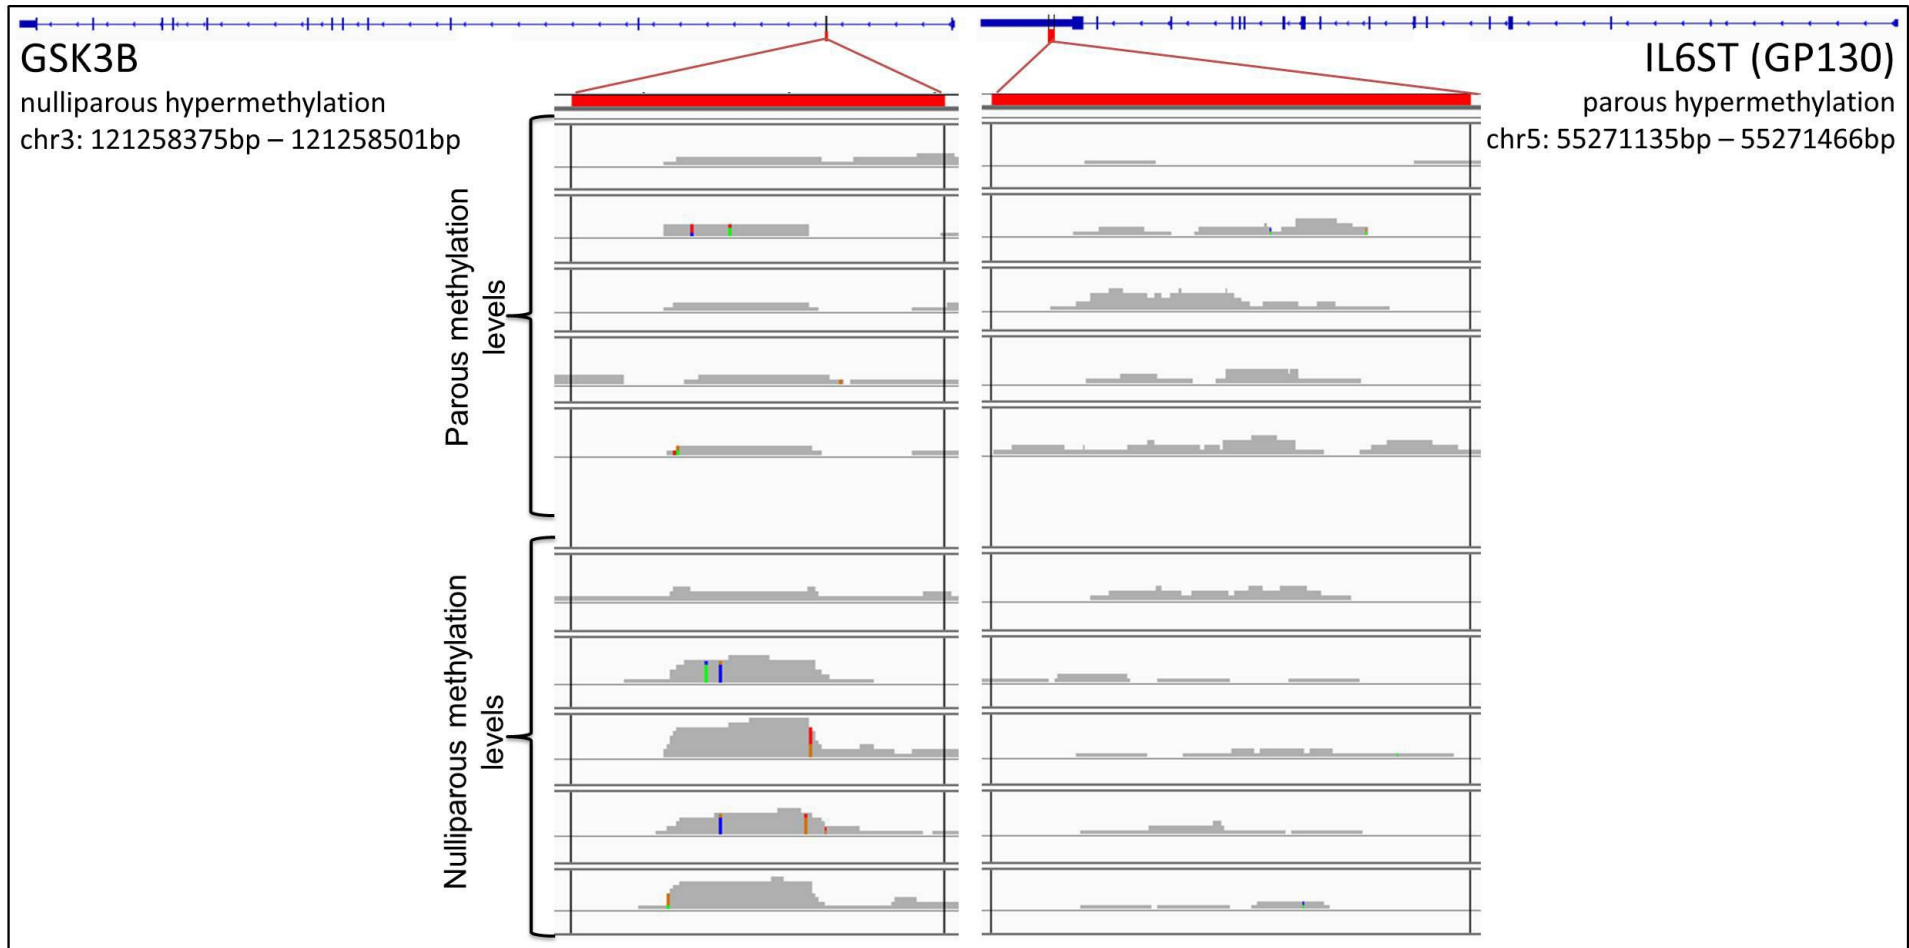 GSK3B
nulliparous hypermethylation
chr3: 121258375bp – 121258501bp
IL6ST (GP130)
parous hypermethylation
chr5: 55271135bp – 55271466bp
Parous methylation
levels
Nulliparous methylation
levels